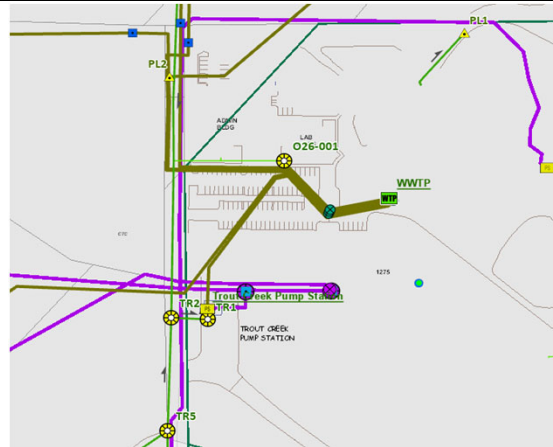 PL1
PL2
ADMIN
BLDG
LAB
O26-001
WWTP
WTP
1275
Trout Creek Pump Station
TR2
TR1
PS
TROUT CREEK
PUMP STATION
TR5